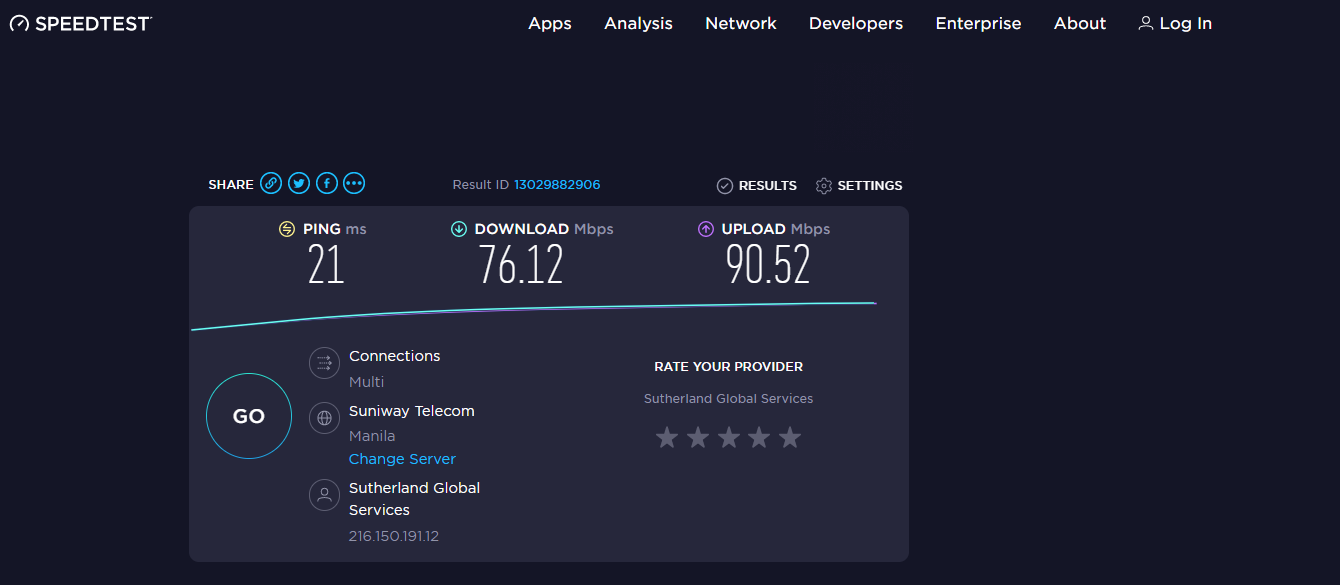 SPEEDTEST
Apps Analysis Network Developers Enterprise About Log In
SHARE Result ID 13029882906 RESULTS SETTINGS
PING ms DOWNLOAD Mbps UPLOAD Mbps
21 76.12 90.52
GO
Connections
Multi
Suniway Telecom
Manila
Change Server
Sutherland Global
Services
216.150.191.12
RATE YOUR PROVIDER
Sutherland Global Services